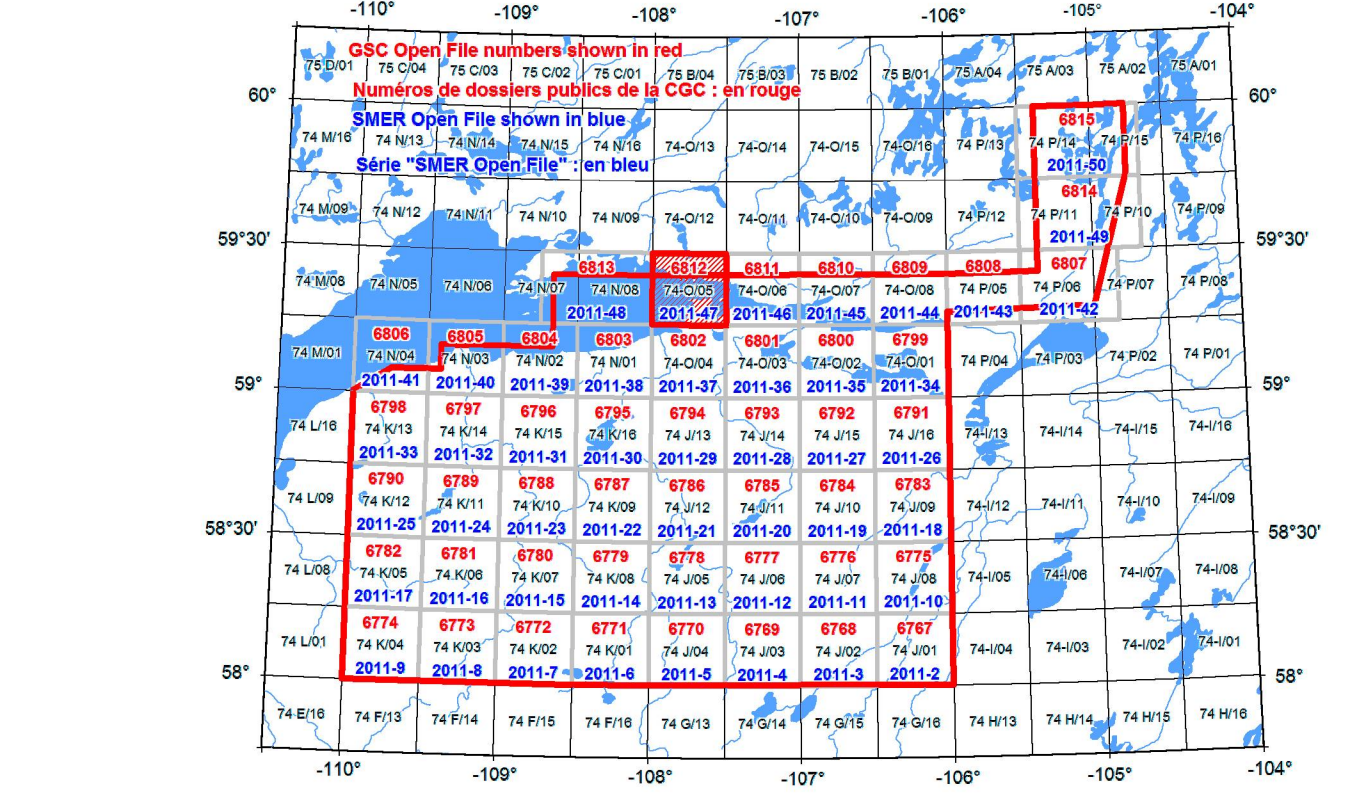 -110° -109° -108° -107° -106° -105° -104°
GSC Open File numbers shown in red
75 D/01 75 C/04 75 C/03 75 C/02 75 C/01 75 B/04 75 B/03 75 B/02 75 B/01 75 A/04 75 A/03 75 A/02 75 A/01
Numéros de dossiers publics de la CGC : en rouge
60° 60°
SMER Open File shown in blue
6815
74 M/16 74 N/13 74 N/14 74 N/15 74 N/16 74-O/13 74-O/14 74-O/15 74-O/16 74 P/13 74 P/14 74 P/15 74 P/16
Série "SMER Open File" : en bleu
2011-50
6814
74 M/09 74 N/12 74 N/11 74 N/10 74 N/09 74-O/12 74-O/11 74-O/10 74-O/09 74 P/12 74 P/11 74 P/10 74 P/09
2011-49
59°30' 59°30'
6813 6812 6811 6810 6809 6808 6807
74 M/08 74 N/05 74 N/06 74 N/07 74 N/08 74-O/05 74-O/06 74-O/07 74-O/08 74 P/05 74 P/06 74 P/07 74 P/08
2011-48 2011-47 2011-46 2011-45 2011-44 2011-43 2011-42
6806 6805 6804 6803 6802 6801 6800 6799
74 M/01 74 N/04 74 N/03 74 N/02 74 N/01 74-O/04 74-O/03 74-O/02 74-O/01 74 P/04 74 P/03 74 P/02 74 P/01
2011-41 2011-40 2011-39 2011-38 2011-37 2011-36 2011-35 2011-34
59° 59°
6798 6797 6796 6795 6794 6793 6792 6791
74 L/16 74 K/13 74 K/14 74 K/15 74 K/16 74 J/13 74 J/14 74 J/15 74 J/16 74-I/13 74-I/14 74-I/15 74-I/16
2011-33 2011-32 2011-31 2011-30 2011-29 2011-28 2011-27 2011-26
6790 6789 6788 6787 6786 6785 6784 6783
74 L/09 74 K/12 74 K/11 74 K/10 74 K/09 74 J/12 74 J/11 74 J/10 74 J/09 74-I/12 74-I/11 74-I/10 74-I/09
2011-25 2011-24 2011-23 2011-22 2011-21 2011-20 2011-19 2011-18
58°30' 58°30'
6782 6781 6780 6779 6778 6777 6776 6775
74 L/08 74 K/05 74 K/06 74 K/07 74 K/08 74 J/05 74 J/06 74 J/07 74 J/08 74-I/05 74-I/06 74-I/07 74-I/08
2011-17 2011-16 2011-15 2011-14 2011-13 2011-12 2011-11 2011-10
6774 6773 6772 6771 6770 6769 6768 6767
74 L/01 74 K/04 74 K/03 74 K/02 74 K/01 74 J/04 74 J/03 74 J/02 74 J/01 74-I/04 74-I/03 74-I/02 74-I/01
2011-9 2011-8 2011-7 2011-6 2011-5 2011-4 2011-3 2011-2
58° 58°
74 E/16 74 F/13 74 F/14 74 F/15 74 F/16 74 G/13 74 G/14 74 G/15 74 G/16 74 H/13 74 H/14 74 H/15 74 H/16
-110° -109° -108° -107° -106° -105° -104°